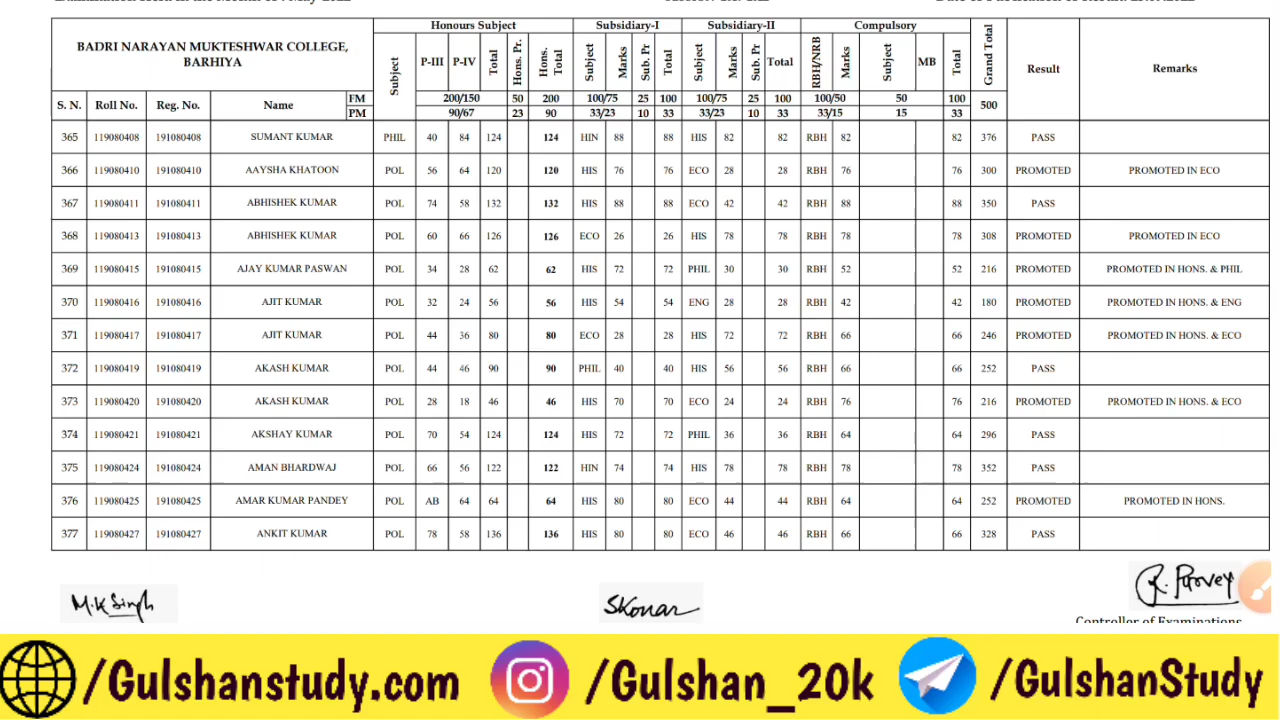 BADRI NARAYAN MUKTESHWAR COLLEGE, BARHIYA Subject Honours Subject Subsidiary-I Subsidiary-II Compulsory Grand Total Result Remarks
P-III P-IV Total Hons. Pr. Hons. Total Subject Marks Sub. Pr Total Subject Marks Sub. Pr Total RBH/NRB Marks Subject MB Total
S. N. Roll No. Reg. No. Name FM 200/150 50 200 100/75 25 100 100/75 25 100 100/50 50 100 500
PM 90/67 23 90 33/23 10 33 33/23 10 33 33/15 15 33
365 119080408 191080408 SUMANT KUMAR PHIL 40 84 124 124 HIN 88 88 HIS 82 82 RBH 82 82 376 PASS
366 119080410 191080410 AAYSHA KHATOON POL 56 64 120 120 HIS 76 76 ECO 28 28 RBH 76 76 300 PROMOTED PROMOTED IN ECO
367 119080411 191080411 ABHISHEK KUMAR POL 74 58 132 132 HIS 88 88 ECO 42 42 RBH 88 88 350 PASS
368 119080413 191080413 ABHISHEK KUMAR POL 60 66 126 126 ECO 26 26 HIS 78 78 RBH 78 78 308 PROMOTED PROMOTED IN ECO
369 119080415 191080415 AJAY KUMAR PASWAN POL 34 28 62 62 HIS 72 72 PHIL 30 30 RBH 52 52 216 PROMOTED PROMOTED IN HONS. & PHIL
370 119080416 191080416 AJIT KUMAR POL 32 24 56 56 HIS 54 54 ENG 28 28 RBH 42 42 180 PROMOTED PROMOTED IN HONS. & ENG
371 119080417 191080417 AJIT KUMAR POL 44 36 80 80 ECO 28 28 HIS 72 72 RBH 66 66 246 PROMOTED PROMOTED IN HONS. & ECO
372 119080419 191080419 AKASH KUMAR POL 44 46 90 90 PHIL 40 40 HIS 56 56 RBH 66 66 252 PASS
373 119080420 191080420 AKASH KUMAR POL 28 18 46 46 HIS 70 70 ECO 24 24 RBH 76 76 216 PROMOTED PROMOTED IN HONS. & ECO
374 119080421 191080421 AKSHAY KUMAR POL 70 54 124 124 HIS 72 72 PHIL 36 36 RBH 64 64 296 PASS
375 119080424 191080424 AMAN BHARDWAJ POL 66 56 122 122 HIN 74 74 HIS 78 78 RBH 78 78 352 PASS
376 119080425 191080425 AMAR KUMAR PANDEY POL AB 64 64 64 HIS 80 80 ECO 44 44 RBH 64 64 252 PROMOTED PROMOTED IN HONS.
377 119080427 191080427 ANKIT KUMAR POL 78 58 136 136 HIS 80 80 ECO 46 46 RBH 66 66 328 PASS
M.K Singh SKonar
Controller of Examinations
/Gulshanstudy.com /Gulshan_20k /GulshanStudy